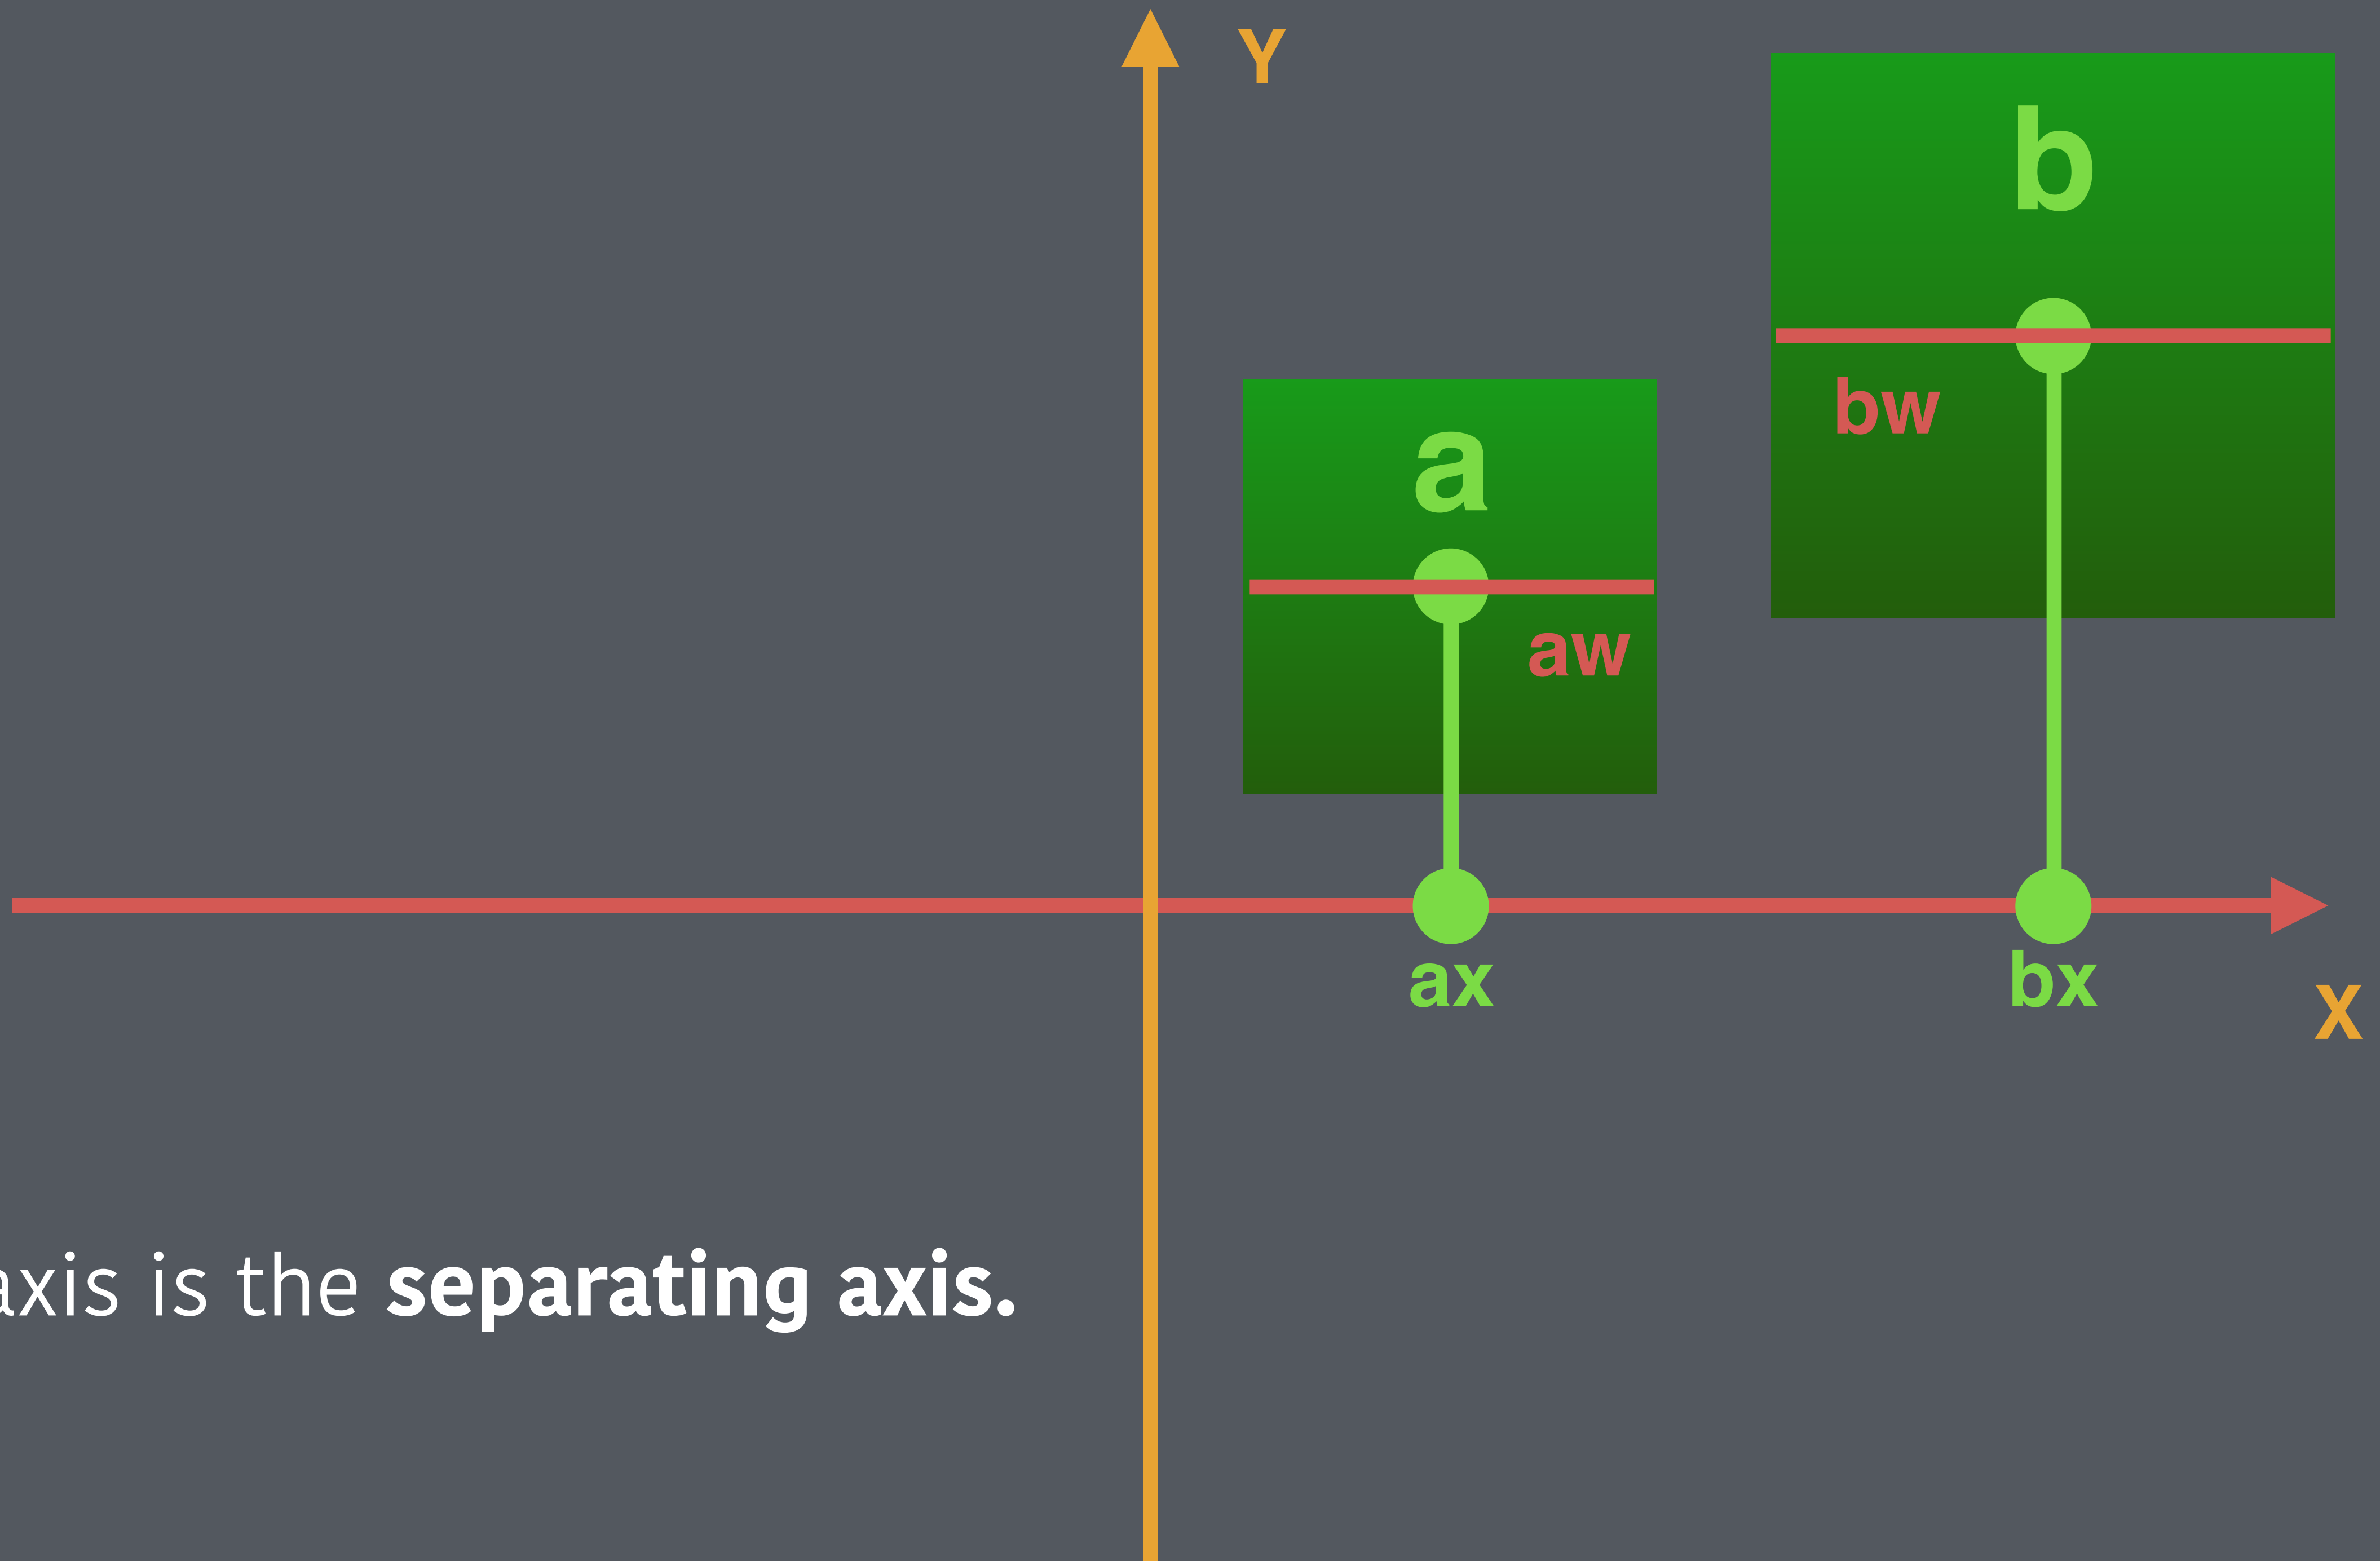 Y
b
bw
a
aw
ax
bx
X
axis is the separating axis.